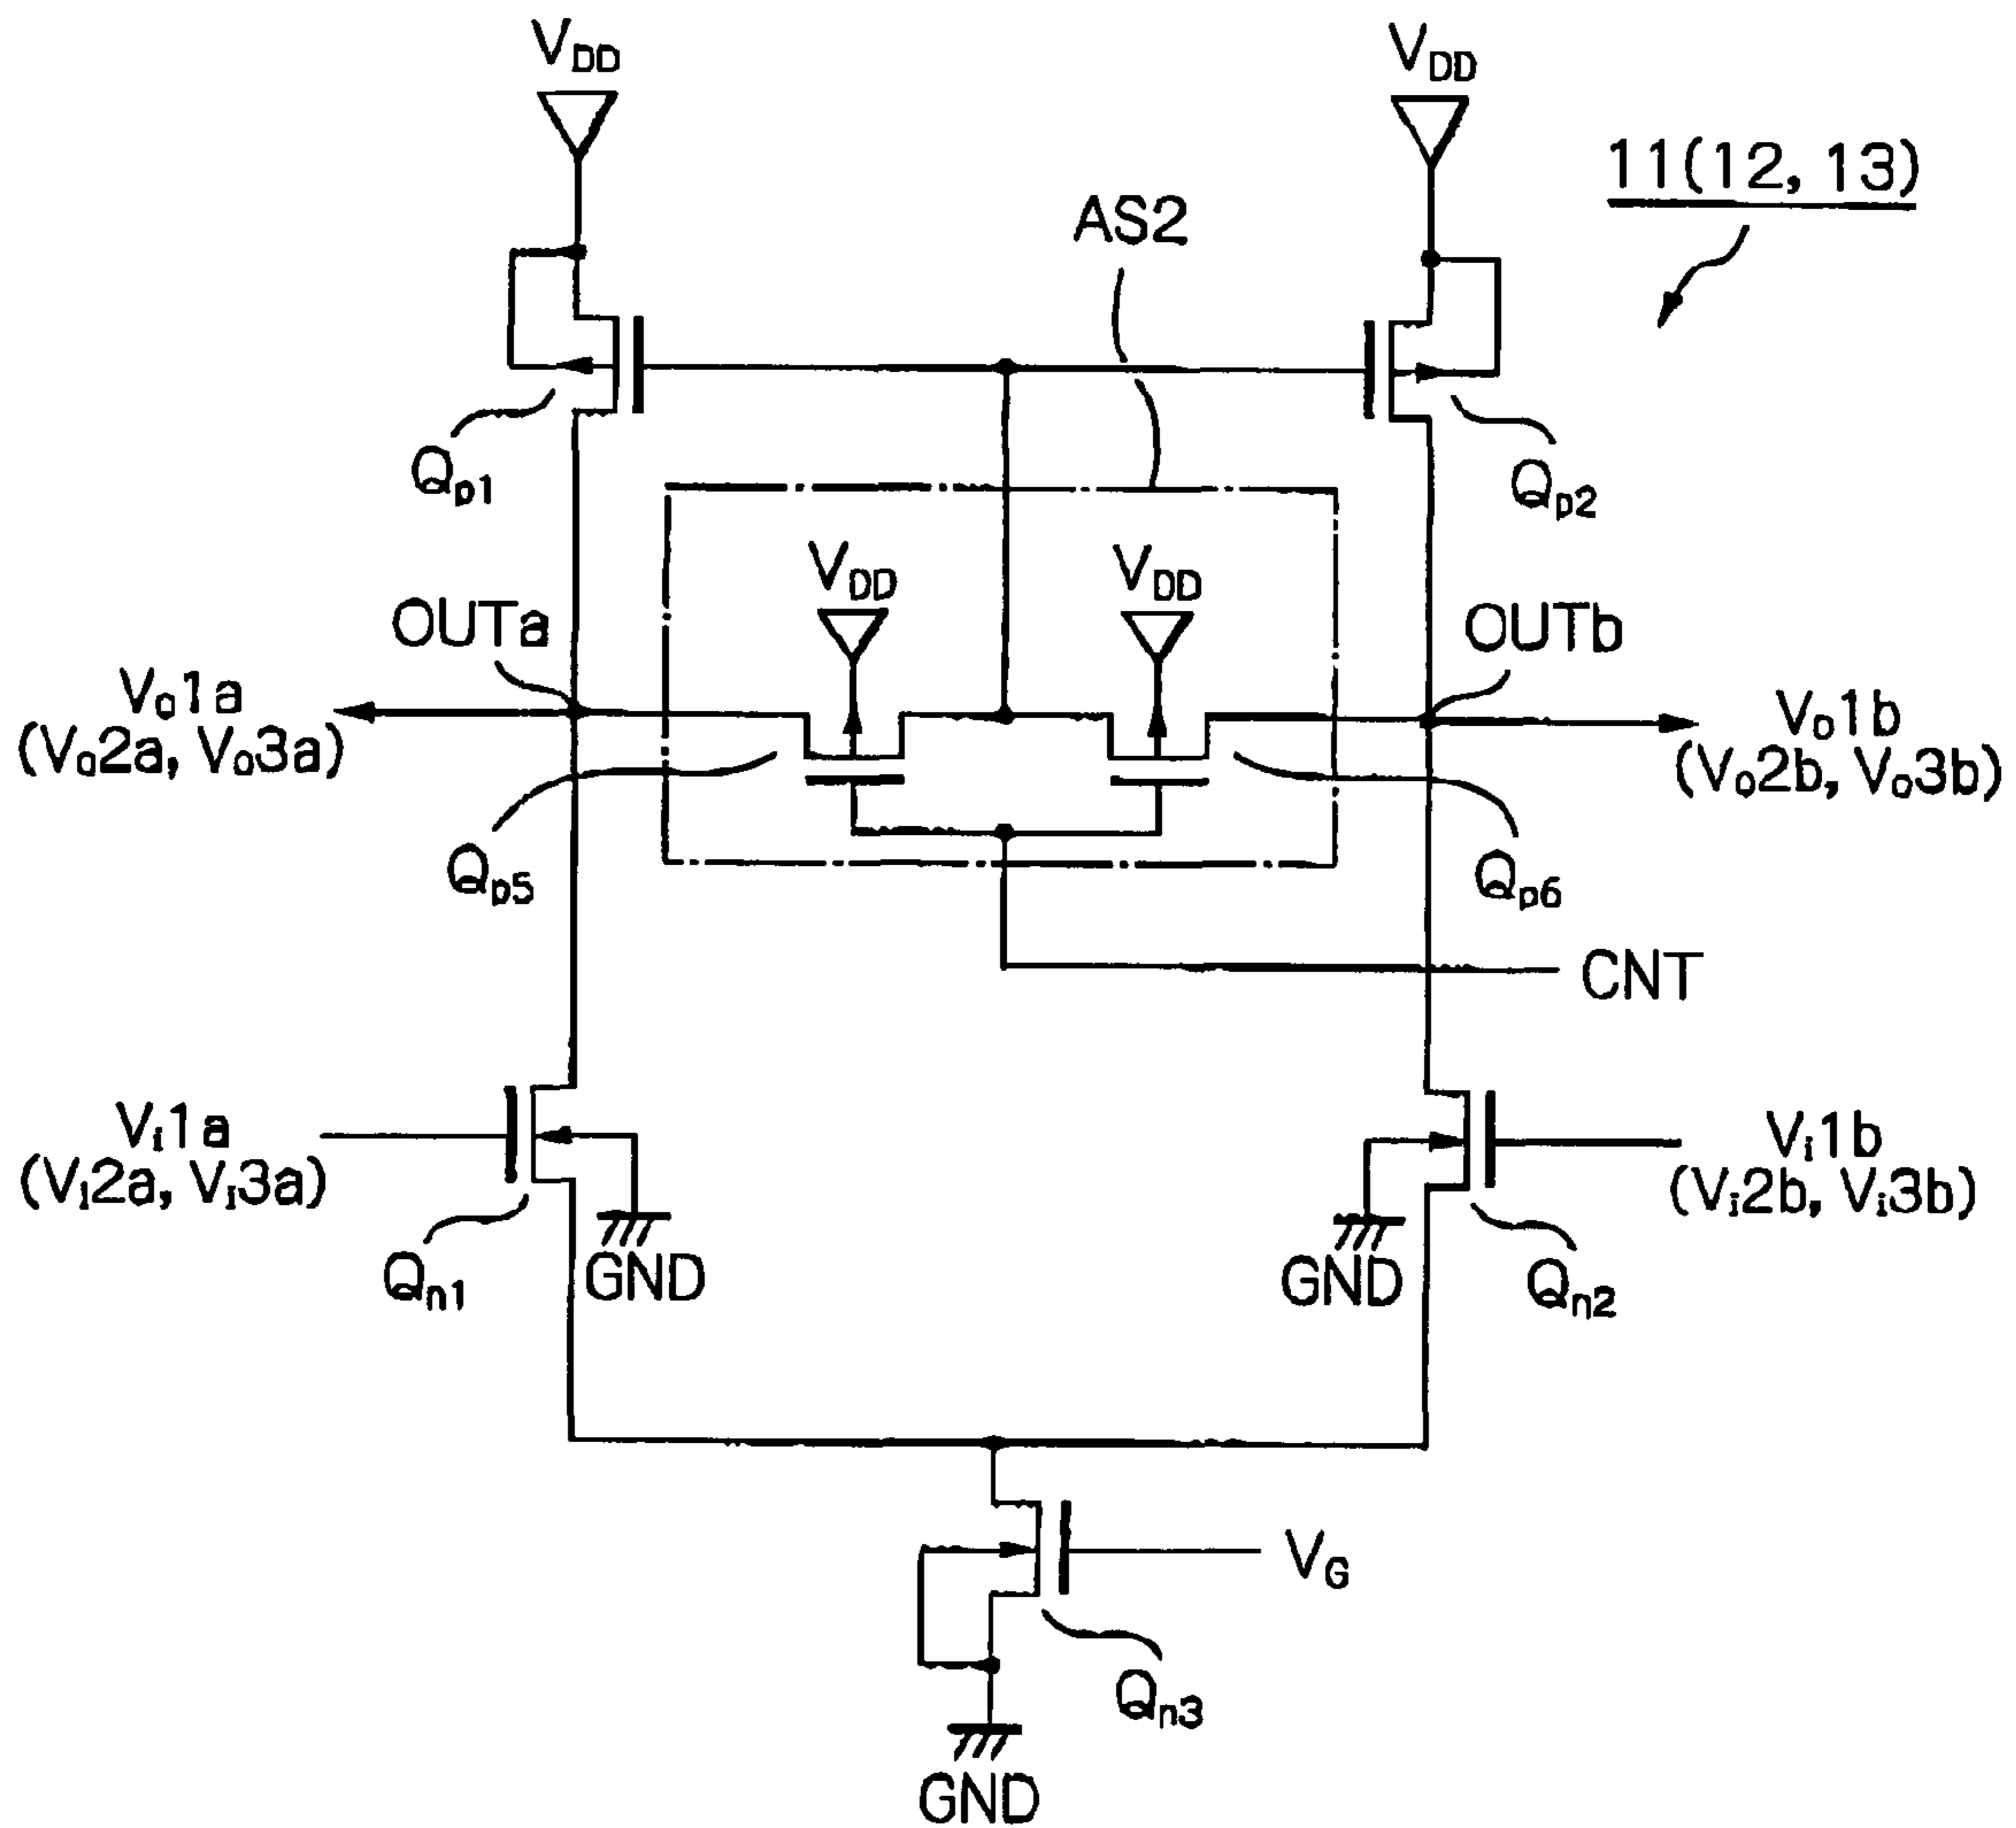 VDD
VDD
11(12, 13)
AS2
Qp1
Qp2
VDD
VDD
OUTa
OUTb
Vo1a
(Vo2a, Vo3a)
Vo1b
(Vo2b, Vo3b)
Qp5
Qp6
CNT
Vi1a
(Vi2a, Vi3a)
Vi1b
(Vi2b, Vi3b)
Qn1
GND
GND
Qn2
VG
Qn3
GND